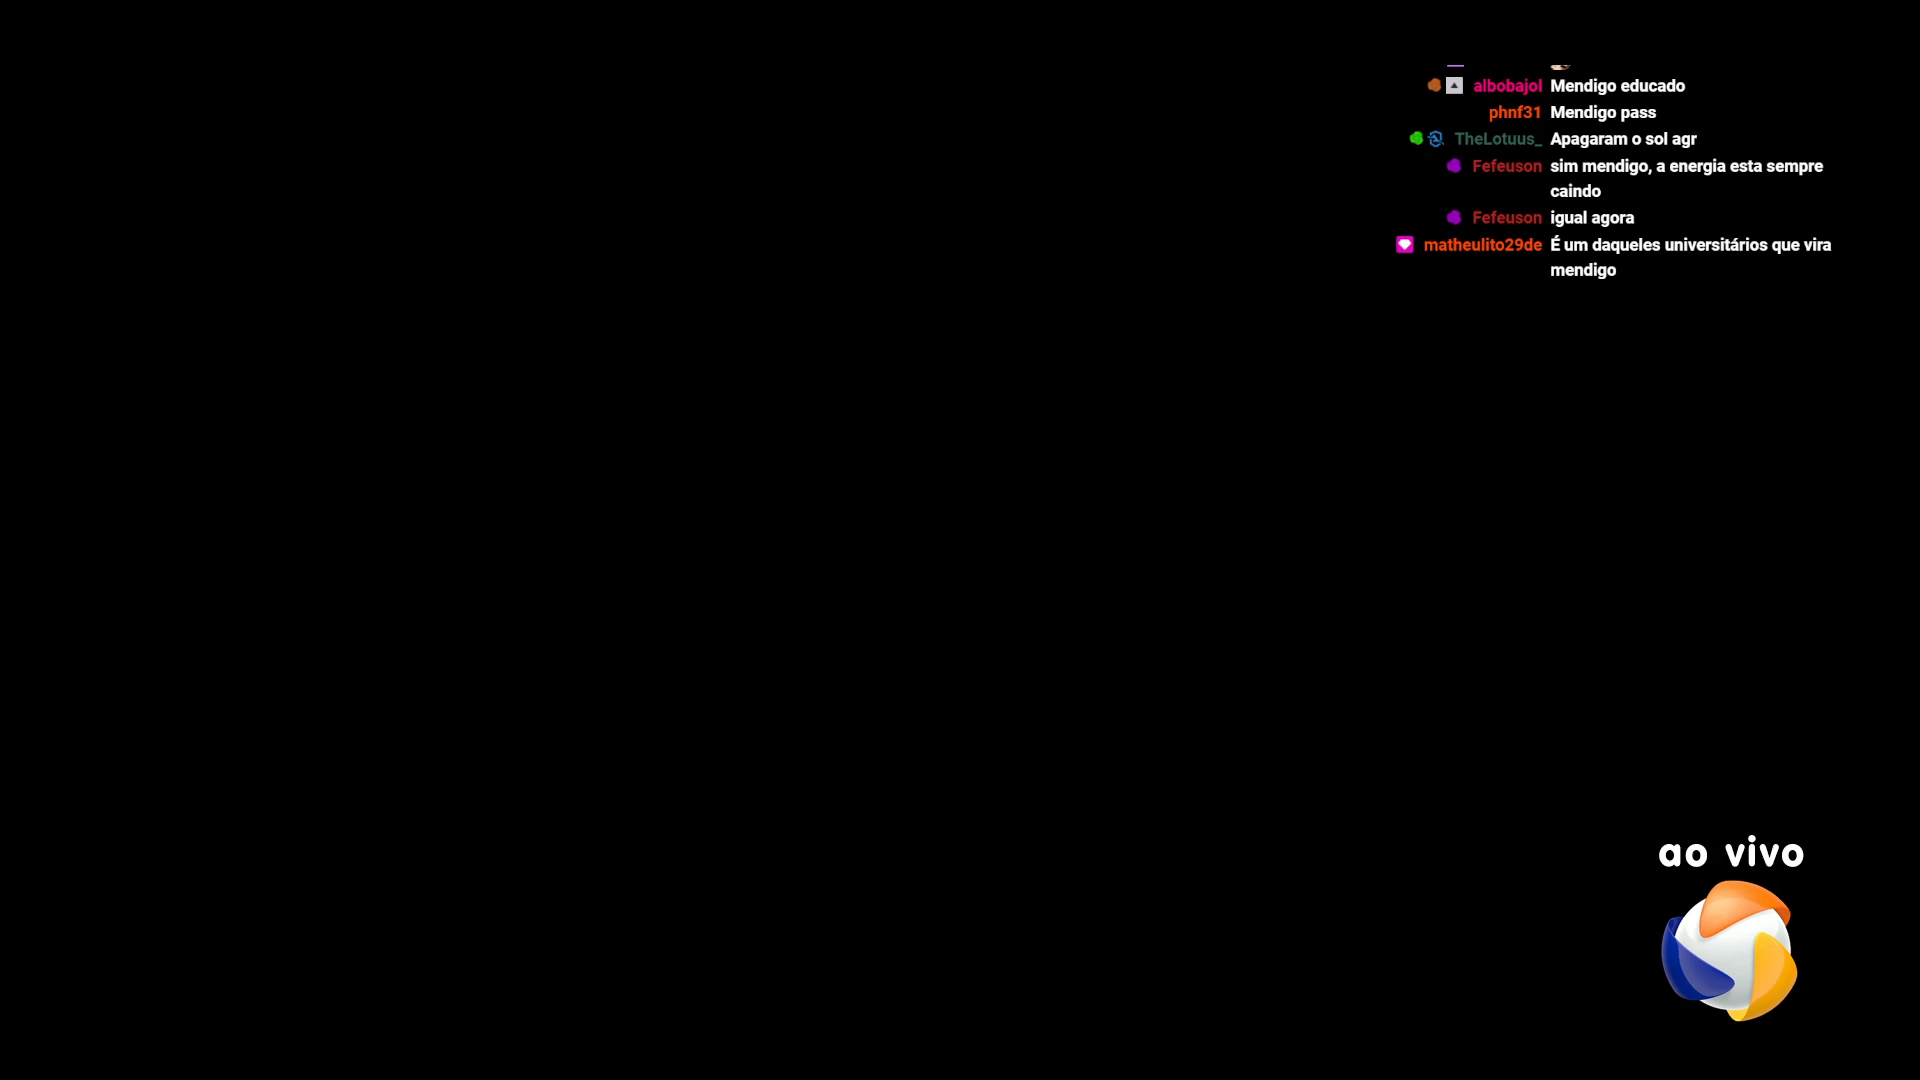 albobajol Mendigo educado
phnf31 Mendigo pass
TheLotuus_ Apagaram o sol agr
Fefeuson sim mendigo, a energia esta sempre
caindo
Fefeuson igual agora
matheulito29de É um daqueles universitários que vira
mendigo
ao vivo